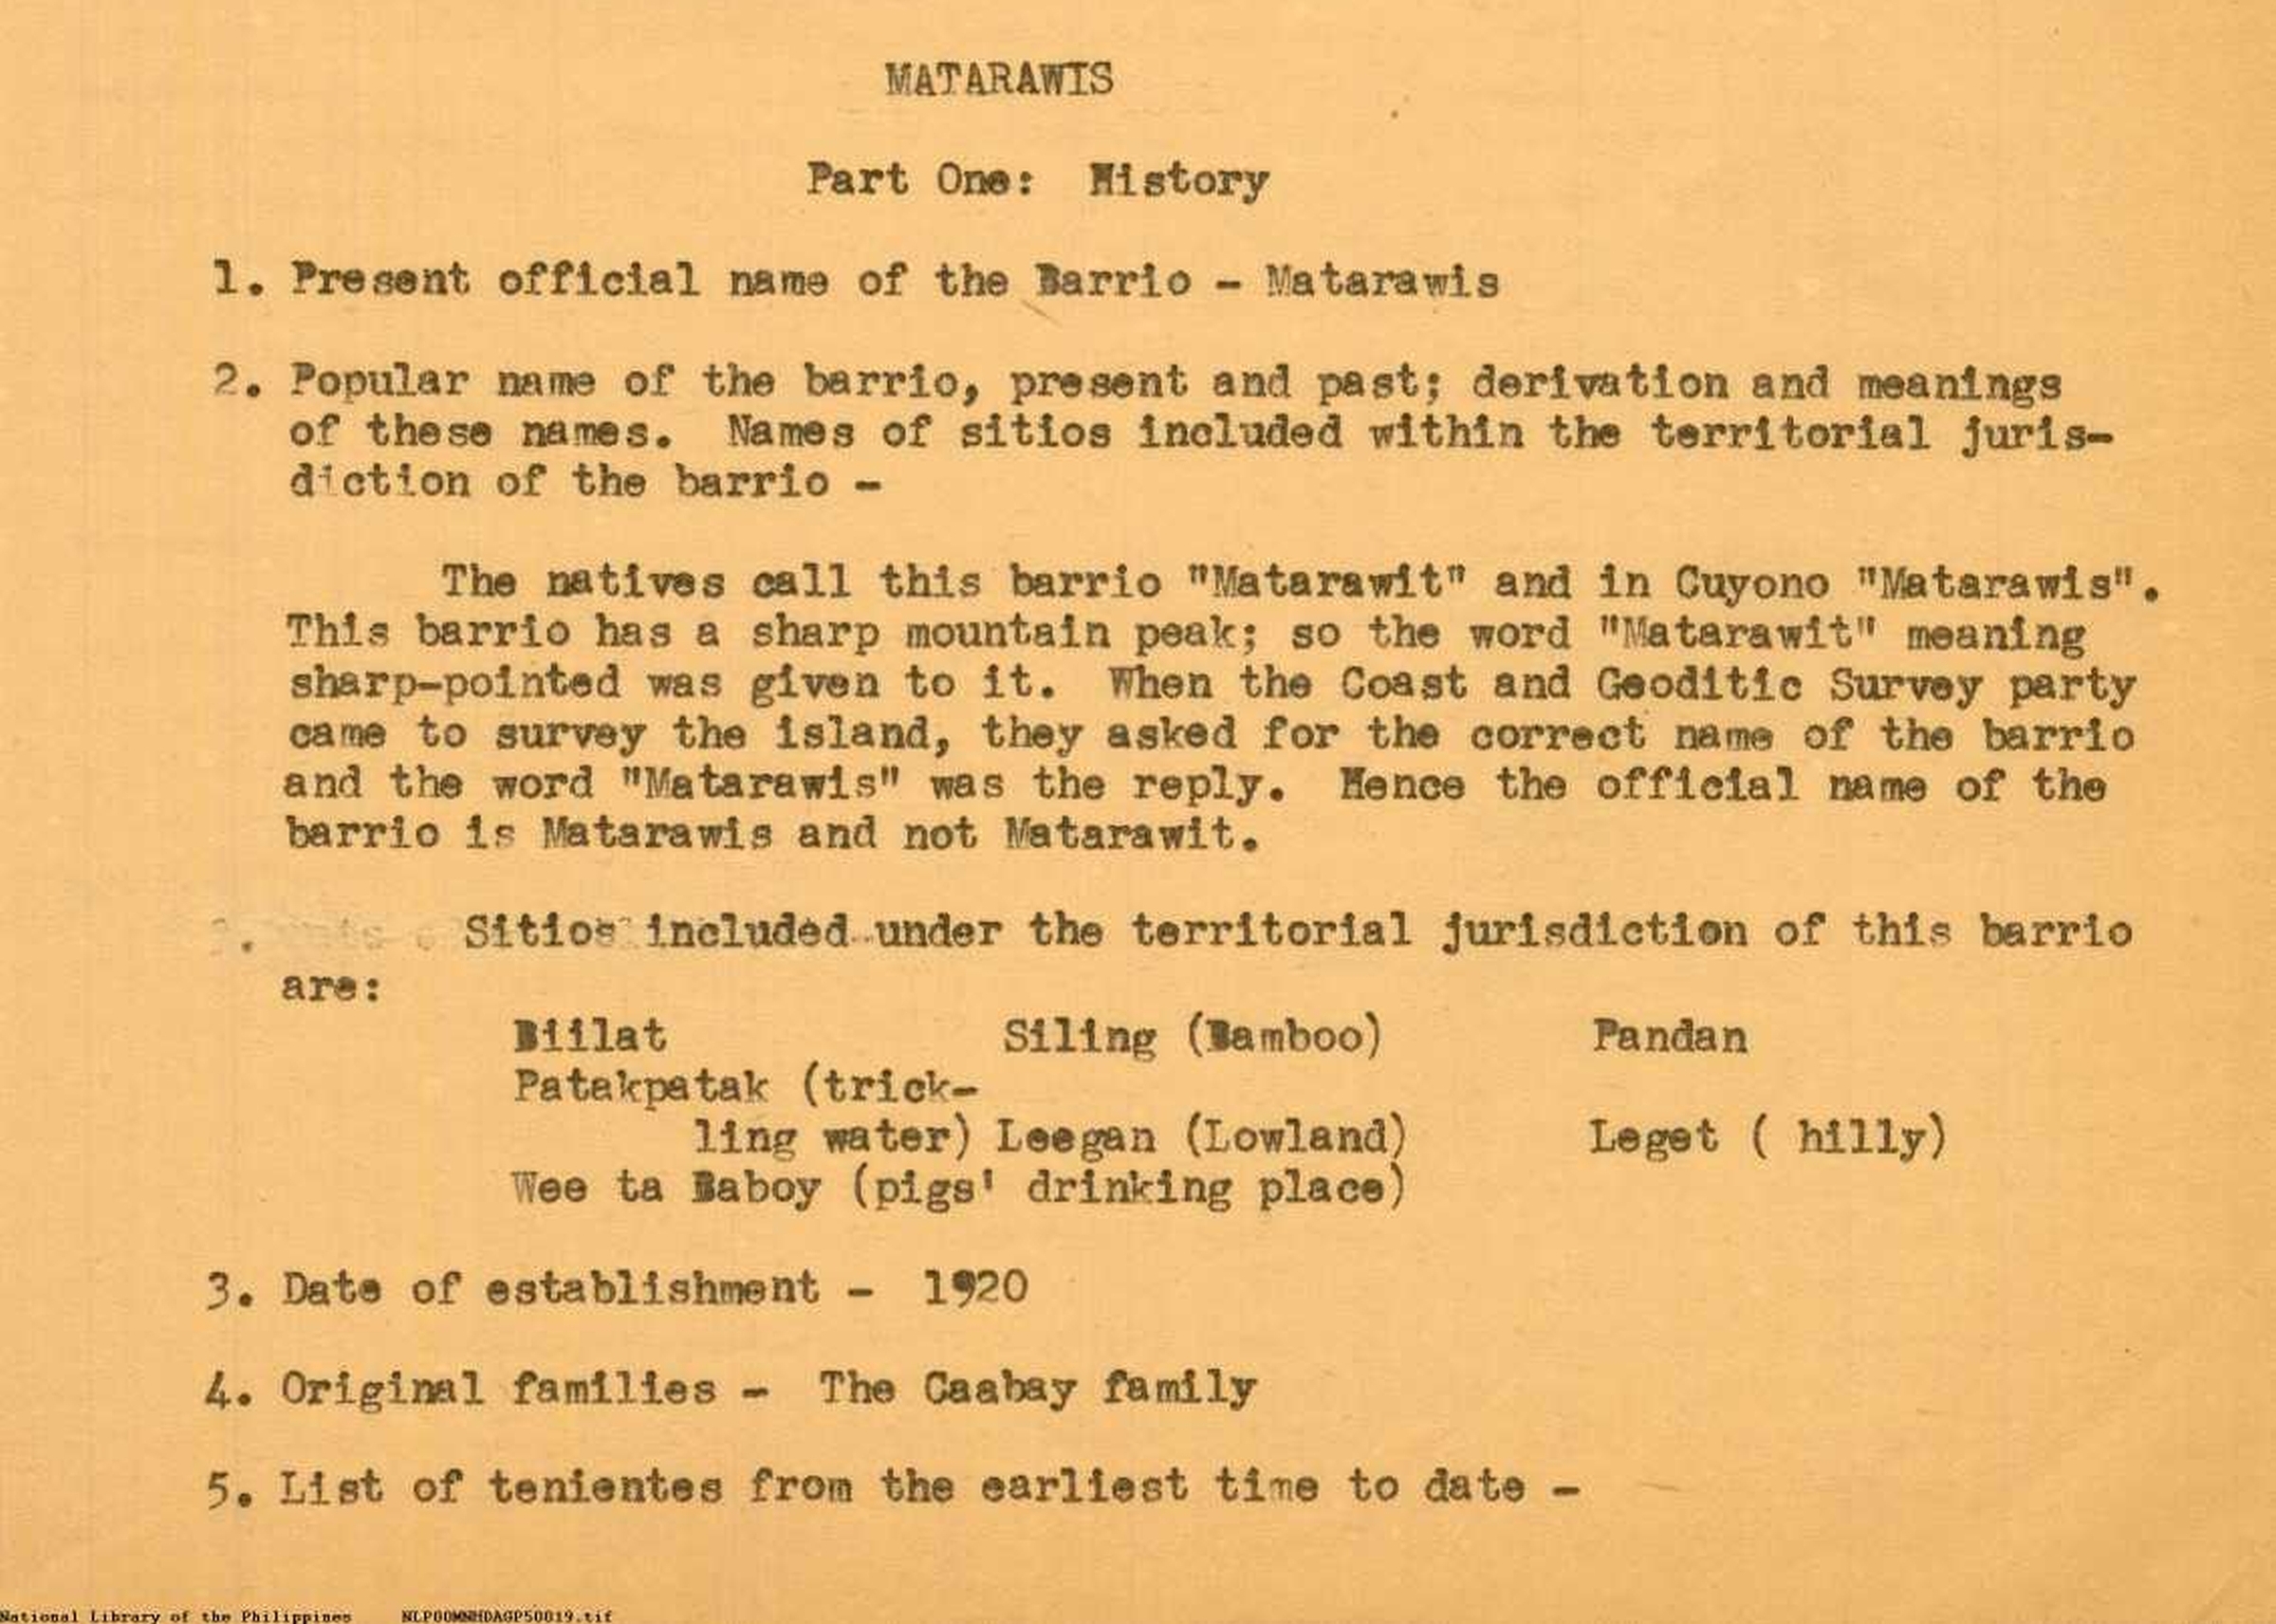 MATARAWIS
Part One: History
1. Present official name of the Barrio - Matarawis
2. Popular name of the barrio, present and past; derivation and meanings
of these names. Names of sitios included within the territorial juris-
diction of the barrio -
The natives call this barrio "Matarawit" and in Cuyono "Matarawis".
This barrio has a sharp mountain peak; so the word "Matarawit" meaning
sharp-pointed was given to it. When the Coast and Geoditic Survey party
came to survey the island, they asked for the correct name of the barrio
and the word "Matarawis" was the reply. Hence the official name of the
barrio is Matarawis and not Matarawit.
Sitios included under the territorial jurisdiction of this barrio
are:
Biilat Siling (Bamboo) Pandan
Patakpatak (trick-
ling water) Leegan (Lowland) Leget ( hilly)
Wee ta Baboy (pigs' drinking place)
3. Date of establishment - 1920
4. Original families - The Caabay family
5. List of tenientes from the earliest time to date -
National Library of the Philippines NLP00MNHDAGP50019.tif